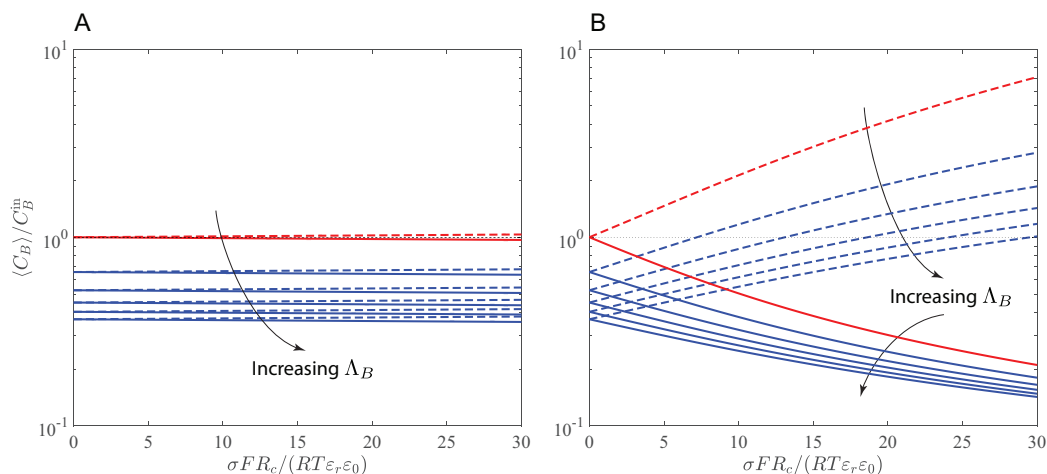 A
B
10^1
10^0
10^-1
⟨C_B⟩/C_B^in
0 5 10 15 20 25 30
σFR_c/(RTε_rε_0)
Increasing Λ_B
10^1
10^0
10^-1
0 5 10 15 20 25 30
σFR_c/(RTε_rε_0)
Increasing Λ_B